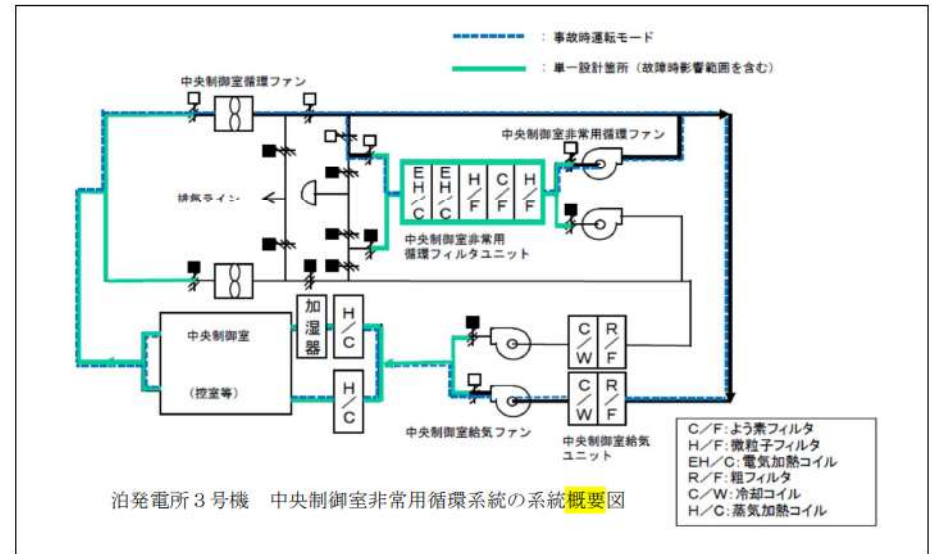 ：事故時運転モード
：単一設計箇所（故障時影響範囲を含む）
中央制御室循環ファン
中央制御室非常用循環ファン
EH/C
EH/C
H/F
C/F
H/F
排気ライン
中央制御室非常用
循環フィルタユニット
加湿器
H/C
中央制御室
（控室等）
H/C
C/W
R/F
C/W
R/F
中央制御室給気ファン
中央制御室給気
ユニット
C／F：よう素フィルタ
H／F：微粒子フィルタ
EH／C：電気加熱コイル
R／F：粗フィルタ
C／W：冷却コイル
H／C：蒸気加熱コイル
泊発電所３号機　中央制御室非常用循環系統の系統概要図